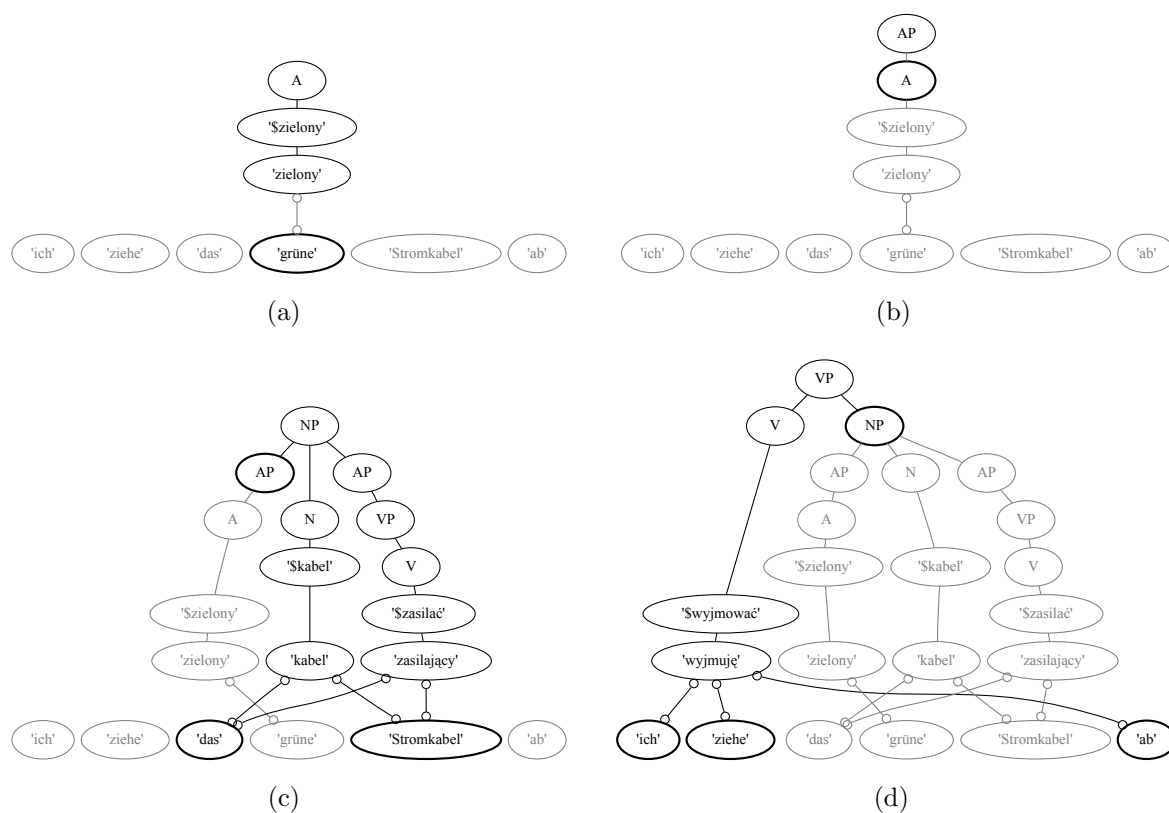 A
'$zielony'
'zielony'
'ich' 'ziehe' 'das' 'grüne' 'Stromkabel' 'ab'
(a)
AP
A
'$zielony'
'zielony'
'ich' 'ziehe' 'das' 'grüne' 'Stromkabel' 'ab'
(b)
NP
AP AP
A N VP
'$kabel' V
'$zielony' '$zasilać'
'zielony' 'kabel' 'zasilający'
'ich' 'ziehe' 'das' 'grüne' 'Stromkabel' 'ab'
(c)
VP
V NP
AP N AP
A VP
'$zielony' '$kabel' V
'$wyjmować' '$zasilać'
'wyjmuję' 'zielony' 'kabel' 'zasilający'
'ich' 'ziehe' 'das' 'grüne' 'Stromkabel' 'ab'
(d)